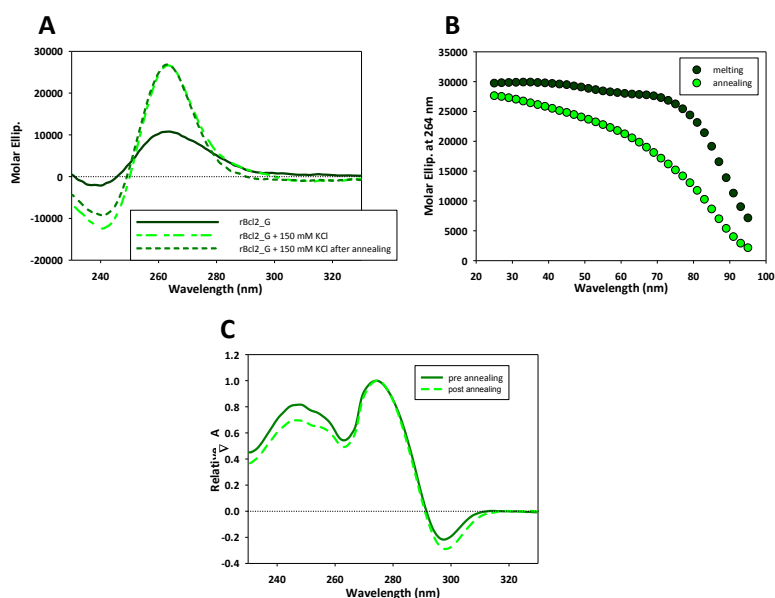 A
30000
20000
10000
0
-10000
-20000
Molar Ellip.
rBcl2_G
rBcl2_G + 150 mM KCl
rBcl2_G + 150 mM KCl after annealing
240 260 280 300 320
Wavelength (nm)
B
35000
30000
25000
20000
15000
10000
5000
0
Molar Ellip. at 264 nm
melting
annealing
20 30 40 50 60 70 80 90 100
Wavelength (nm)
C
1.2
1.0
0.8
0.6
0.4
0.2
0.0
-0.2
-0.4
Relative
∇ A
pre annealing
post annealing
240 260 280 300 320
Wavelength (nm)